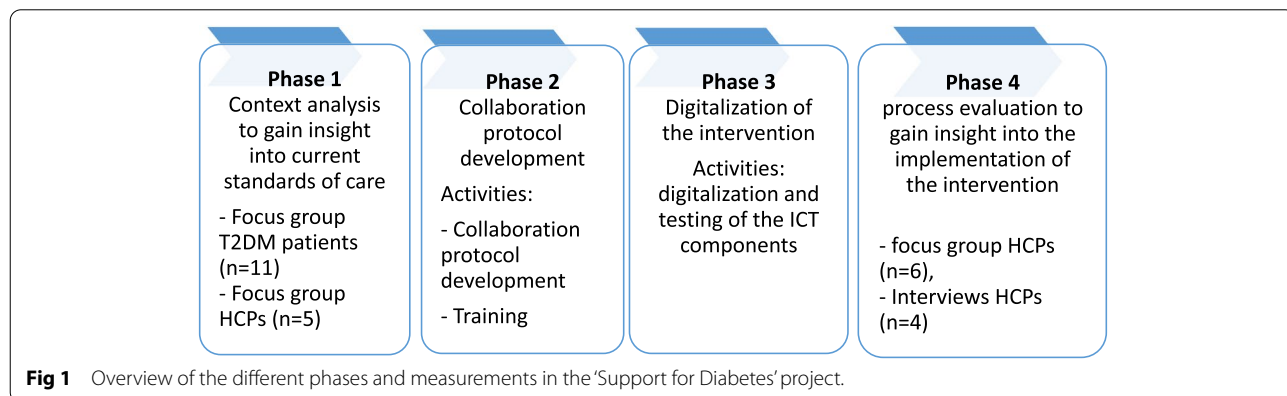 Phase 1
Context analysis
to gain insight
into current
standards of care
- Focus group
T2DM patients
(n=11)
- Focus group
HCPs (n=5)
Phase 2
Collaboration
protocol
development
Activities:
- Collaboration
protocol
development
- Training
Phase 3
Digitalization of
the intervention
Activities:
digitalization and
testing of the ICT
components
Phase 4
process evaluation to
gain insight into the
implementation of
the intervention
- focus group HCPs
(n=6),
- Interviews HCPs
(n=4)
Fig 1 Overview of the different phases and measurements in the ‘Support for Diabetes’ project.